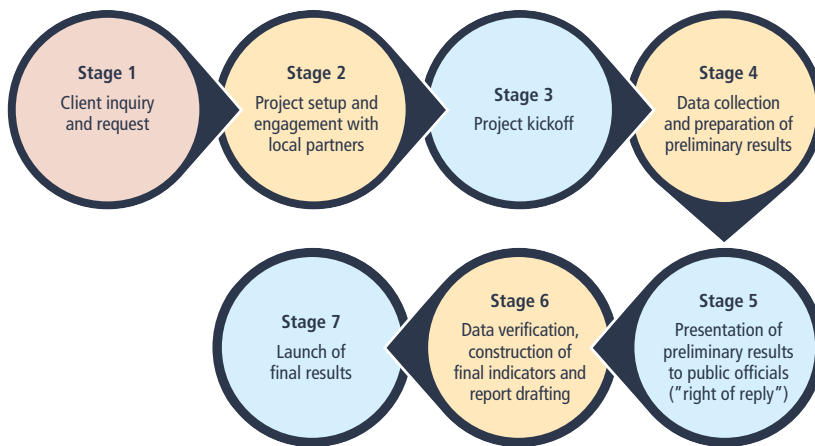 Stage 1
Client inquiry
and request
Stage 2
Project setup and
engagement with
local partners
Stage 3
Project kickoff
Stage 4
Data collection
and preparation of
preliminary results
Stage 5
Presentation of
preliminary results
to public officials
(”right of reply”)
Stage 6
Data verification,
construction of
final indicators and
report drafting
Stage 7
Launch of
final results